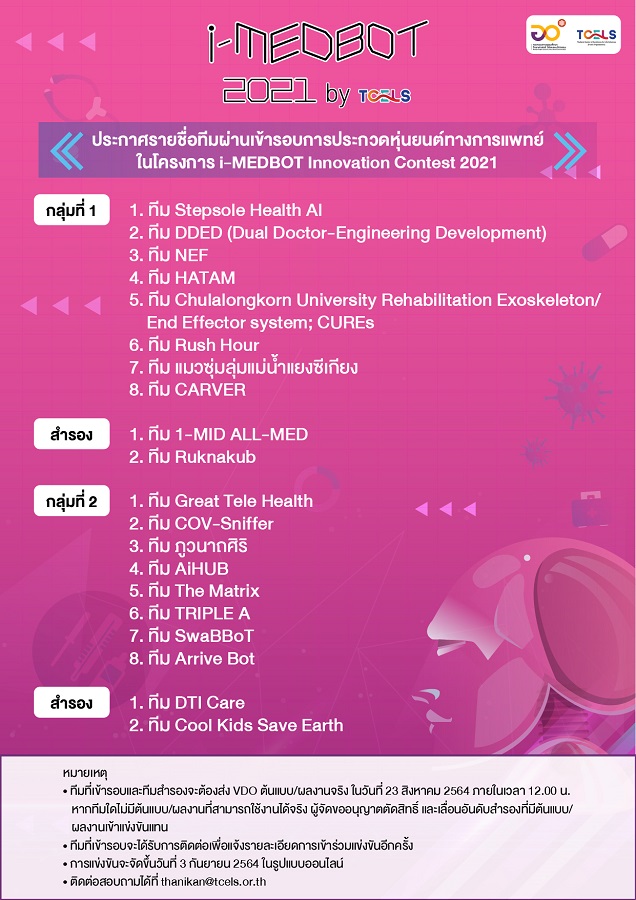 i-MEDBOT
2021 by TCELS
TCELS
ประกาศรายชื่อทีมผ่านเข้ารอบการประกวดหุ่นยนต์ทางการแพทย์
ในโครงการ i-MEDBOT Innovation Contest 2021
กลุ่มที่ 1
1. ทีม Stepsole Health AI
2. ทีม DDED (Dual Doctor-Engineering Development)
3. ทีม NEF
4. ทีม HATAM
5. ทีม Chulalongkorn University Rehabilitation Exoskeleton/
End Effector system; CUREs
6. ทีม Rush Hour
7. ทีม แมวซุ่มลุ่มแม่น้ำแยงซีเกียง
8. ทีม CARVER
สำรอง
1. ทีม 1-MID ALL-MED
2. ทีม Ruknakub
กลุ่มที่ 2
1. ทีม Great Tele Health
2. ทีม COV-Sniffer
3. ทีม ภูวนาถศิริ
4. ทีม AiHUB
5. ทีม The Matrix
6. ทีม TRIPLE A
7. ทีม SwaBBoT
8. ทีม Arrive Bot
สำรอง
1. ทีม DTI Care
2. ทีม Cool Kids Save Earth
หมายเหตุ
• ทีมที่เข้ารอบและทีมสำรองจะต้องส่ง VDO ต้นแบบ/ผลงานจริง ในวันที่ 23 สิงหาคม 2564 ภายในเวลา 12.00 น.
หากทีมใดไม่มีต้นแบบ/ผลงานที่สามารถใช้งานได้จริง ผู้จัดขออนุญาตตัดสิทธิ์ และเลื่อนอันดับสำรองที่มีต้นแบบ/
ผลงานเข้าแข่งขันแทน
• ทีมที่เข้ารอบจะได้รับการติดต่อเพื่อแจ้งรายละเอียดการเข้าร่วมแข่งขันอีกครั้ง
• การแข่งขันจะจัดขึ้นวันที่ 3 กันยายน 2564 ในรูปแบบออนไลน์
• ติดต่อสอบถามได้ที่ thanikan@tcels.or.th